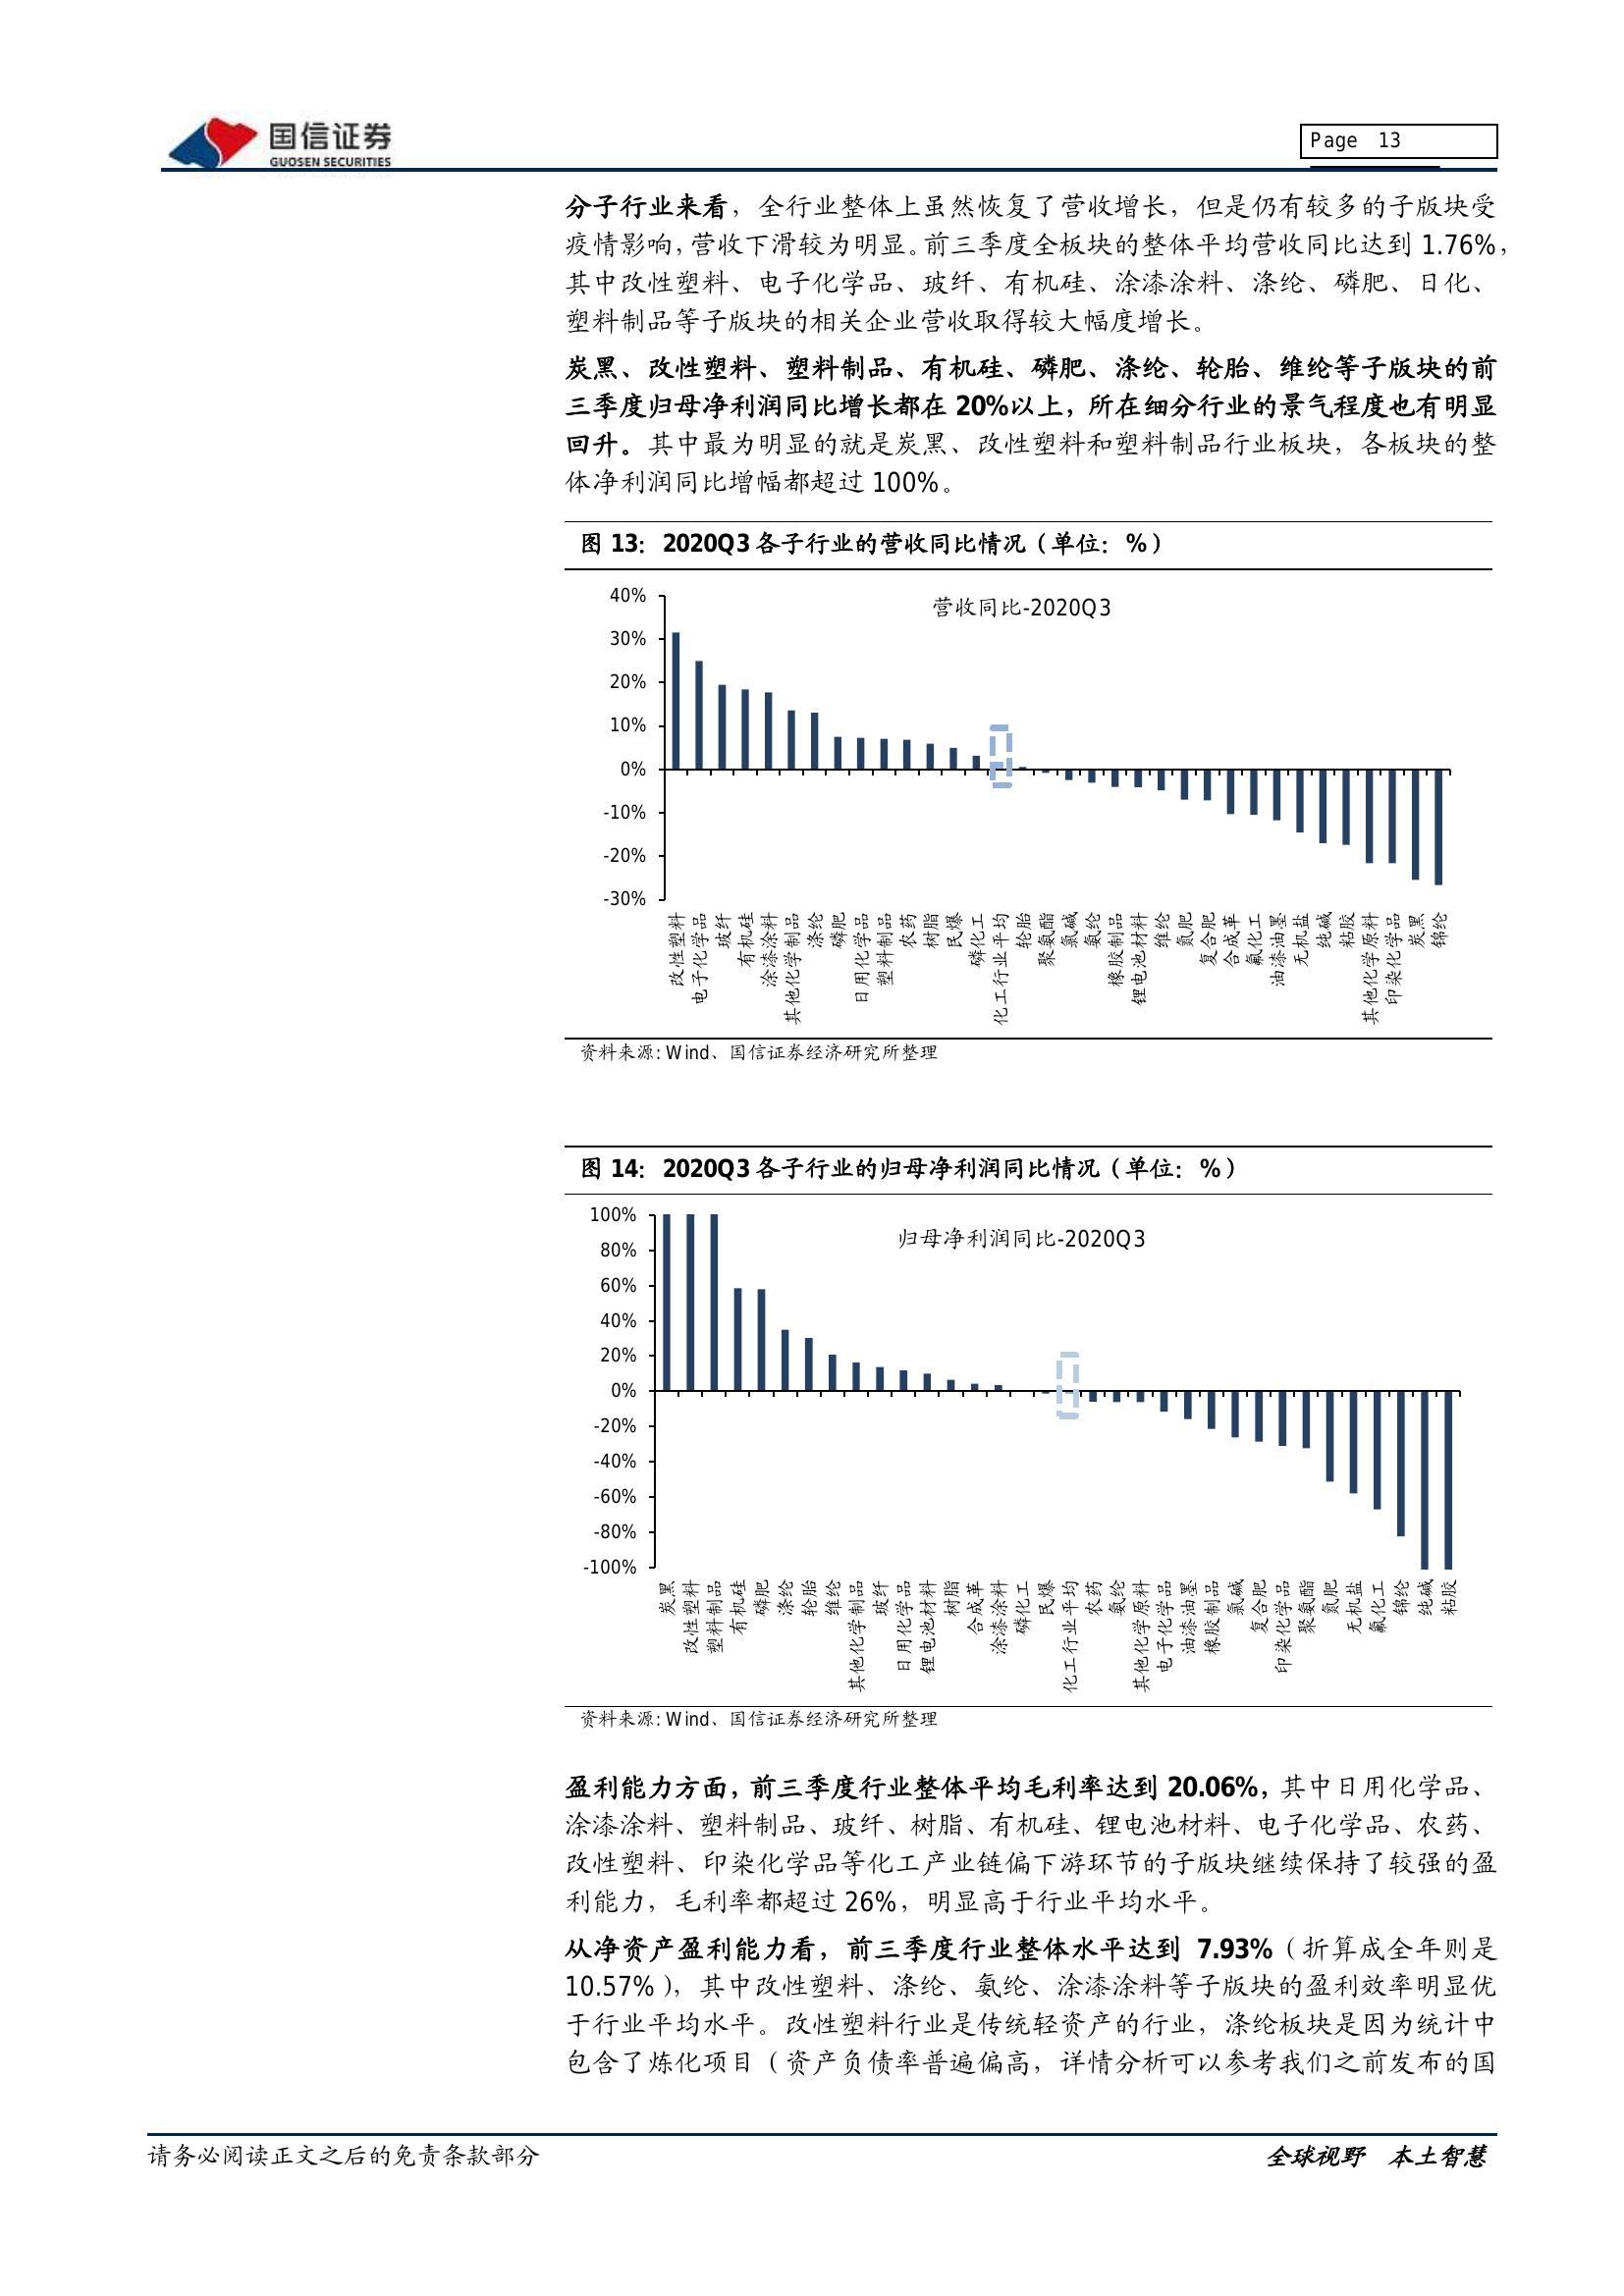 国信证券
GUOSEN SECURITIES
Page 13
分子行业来看，全行业整体上虽然恢复了营收增长，但是仍有较多的子版块受
疫情影响，营收下滑较为明显。前三季度全板块的整体平均营收同比达到 1.76%，
其中改性塑料、电子化学品、玻纤、有机硅、涂漆涂料、涤纶、磷肥、日化、
塑料制品等子版块的相关企业营收取得较大幅度增长。
炭黑、改性塑料、塑料制品、有机硅、磷肥、涤纶、轮胎、维纶等子版块的前
三季度归母净利润同比增长都在 20%以上，所在细分行业的景气程度也有明显
回升。其中最为明显的就是炭黑、改性塑料和塑料制品行业板块，各板块的整
体净利润同比增幅都超过 100%。
图 13：2020Q3 各子行业的营收同比情况（单位：%）
营收同比-2020Q3
40%
30%
20%
10%
0%
-10%
-20%
-30%
改性塑料
电子化学品
玻纤
有机硅
涂漆涂料
其他化学制品
涤纶
磷肥
日用化学品
塑料制品
农药
树脂
民爆
磷化工
化工行业平均
轮胎
聚氨酯
氯碱
氨纶
橡胶制品
锂电池材料
维纶
氮肥
复合肥
合成革
氟化工
油漆油墨
无机盐
纯碱
粘胶
其他化学原料
印染化学品
炭黑
锦纶
资料来源: Wind、国信证券经济研究所整理
图 14：2020Q3 各子行业的归母净利润同比情况（单位：%）
归母净利润同比-2020Q3
100%
80%
60%
40%
20%
0%
-20%
-40%
-60%
-80%
-100%
炭黑
改性塑料
塑料制品
有机硅
磷肥
涤纶
轮胎
维纶
其他化学制品
玻纤
日用化学品
锂电池材料
树脂
合成革
涂漆涂料
磷化工
民爆
化工行业平均
农药
氨纶
其他化学原料
电子化学品
油漆油墨
橡胶制品
氯碱
复合肥
印染化学品
聚氨酯
氮肥
无机盐
氟化工
锦纶
纯碱
粘胶
资料来源: Wind、国信证券经济研究所整理
盈利能力方面，前三季度行业整体平均毛利率达到 20.06%，其中日用化学品、
涂漆涂料、塑料制品、玻纤、树脂、有机硅、锂电池材料、电子化学品、农药、
改性塑料、印染化学品等化工产业链偏下游环节的子版块继续保持了较强的盈
利能力，毛利率都超过 26%，明显高于行业平均水平。
从净资产盈利能力看，前三季度行业整体水平达到 7.93%（折算成全年则是
10.57%），其中改性塑料、涤纶、氨纶、涂漆涂料等子版块的盈利效率明显优
于行业平均水平。改性塑料行业是传统轻资产的行业，涤纶板块是因为统计中
包含了炼化项目（资产负债率普遍偏高，详情分析可以参考我们之前发布的国
请务必阅读正文之后的免责条款部分
全球视野 本土智慧